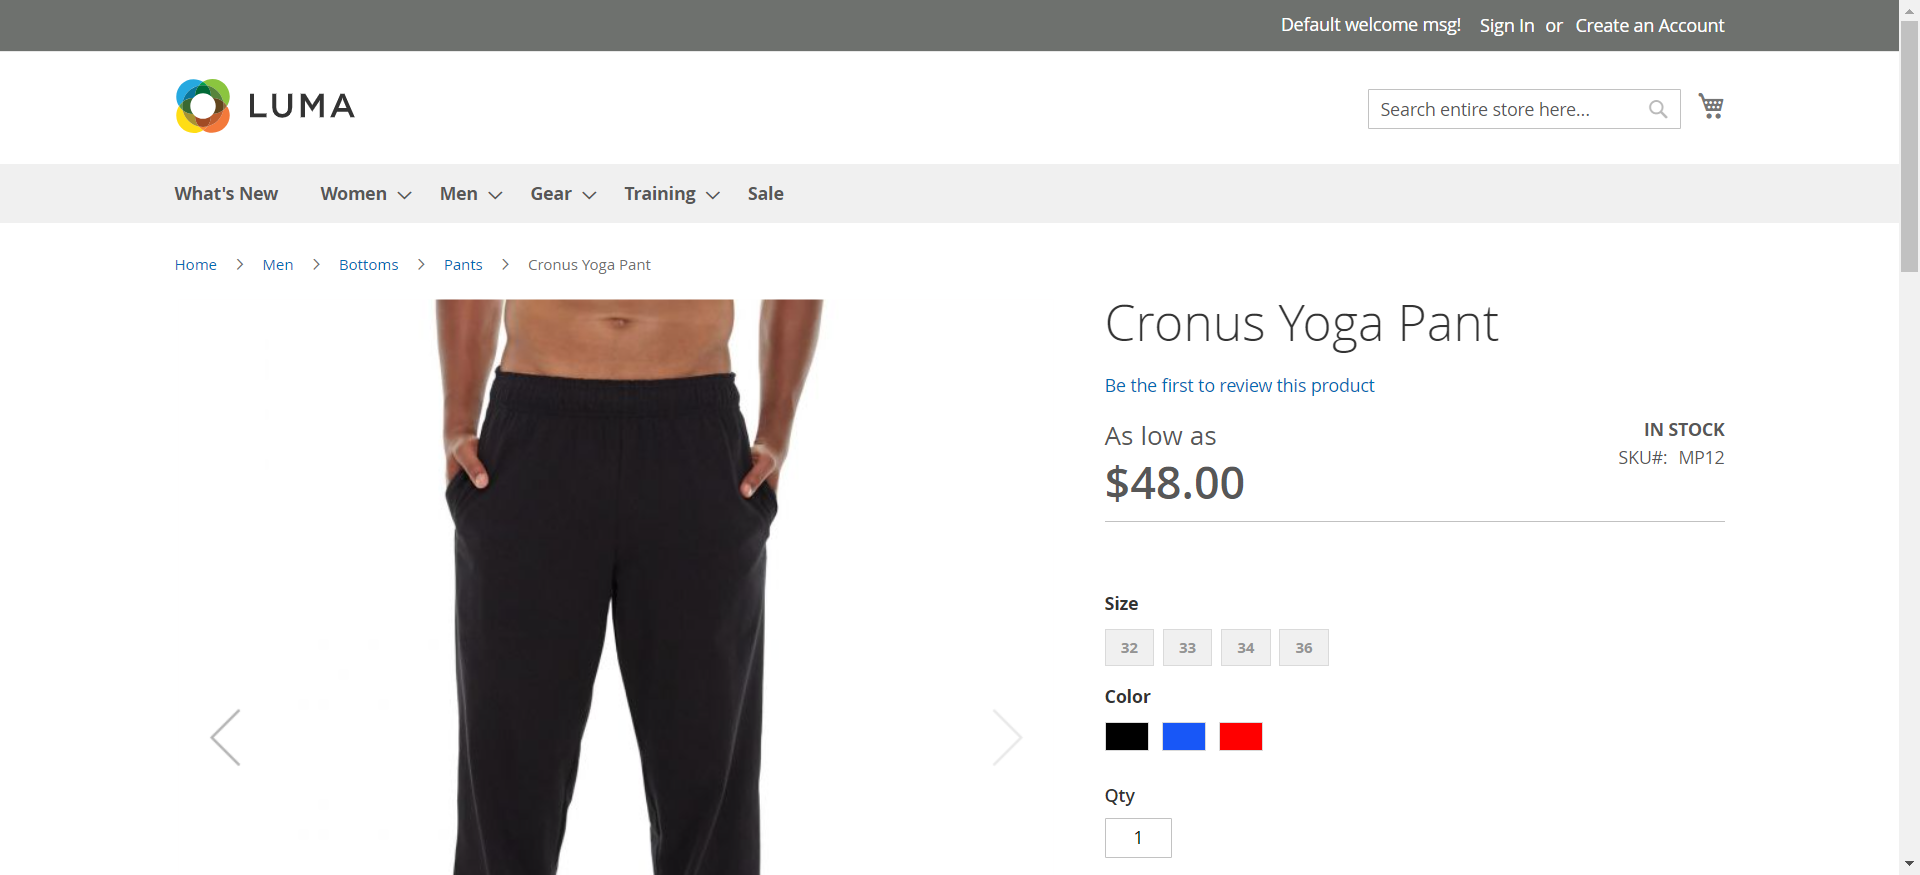 Default welcome msg! Sign In or Create an Account
LUMA
Search entire store here...
What's New Women Men Gear Training Sale
Home Men Bottoms Pants Cronus Yoga Pant
Cronus Yoga Pant
Be the first to review this product
As low as
$48.00
IN STOCK
SKU#: MP12
Size
32 33 34 36
Color
Qty
1